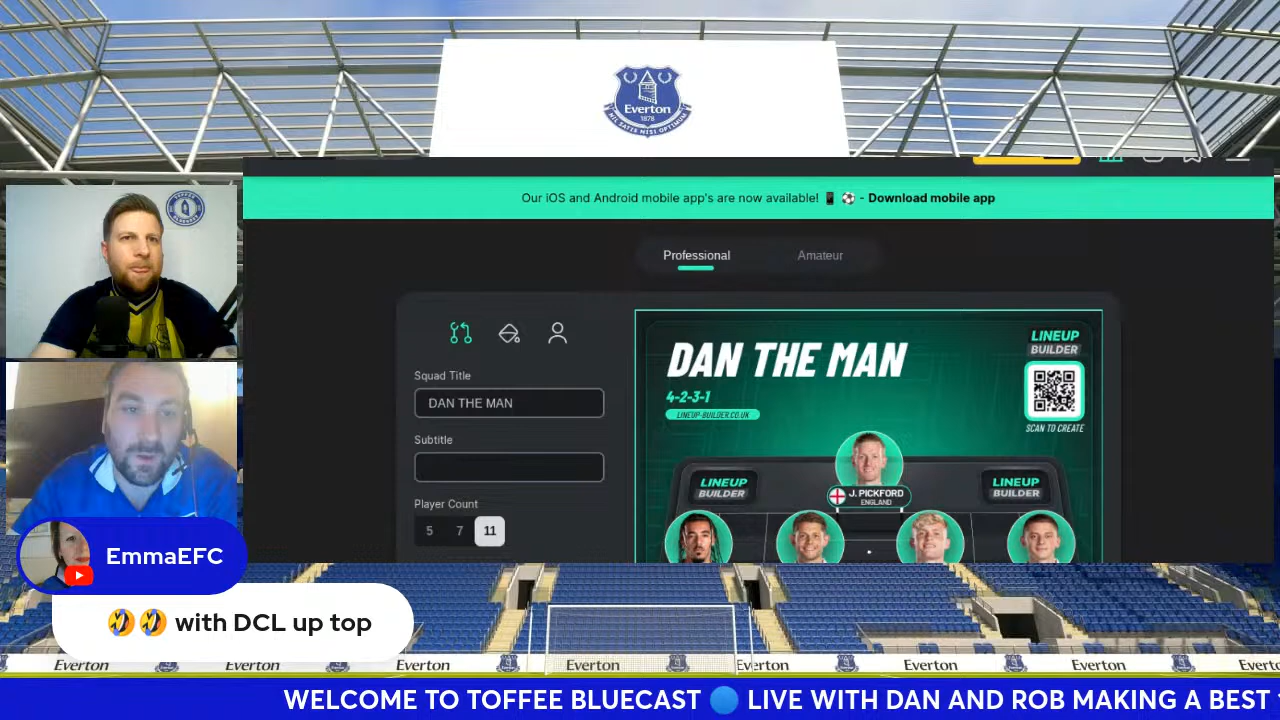 Everton
1878
NIL SATIS NISI OPTIMUM
Our iOS and Android mobile app's are now available! 📱 ⚽ - Download mobile app
Professional
Amateur
Squad Title
DAN THE MAN
Subtitle
Player Count
5 7 11
DAN THE MAN
4-2-3-1
LINEUP-BUILDER.CO.UK
LINEUP
BUILDER
SCAN TO CREATE
LINEUP
BUILDER
J. PICKFORD
ENGLAND
LINEUP
BUILDER
EmmaEFC
🤣🤣 with DCL up top
Everton Everton Everton Everton Everton Everton Everton Everto
WELCOME TO TOFFEE BLUECAST 🔵 LIVE WITH DAN AND ROB MAKING A BEST